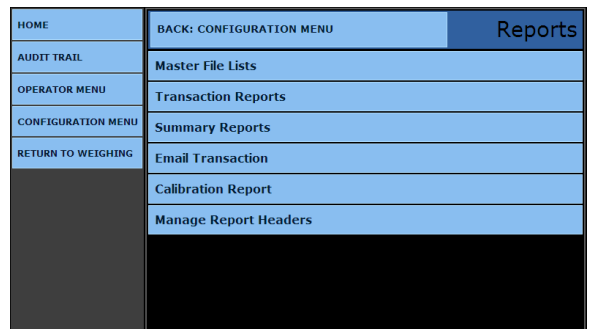 HOME
BACK: CONFIGURATION MENU
Reports
AUDIT TRAIL
OPERATOR MENU
CONFIGURATION MENU
RETURN TO WEIGHING
Master File Lists
Transaction Reports
Summary Reports
Email Transaction
Calibration Report
Manage Report Headers